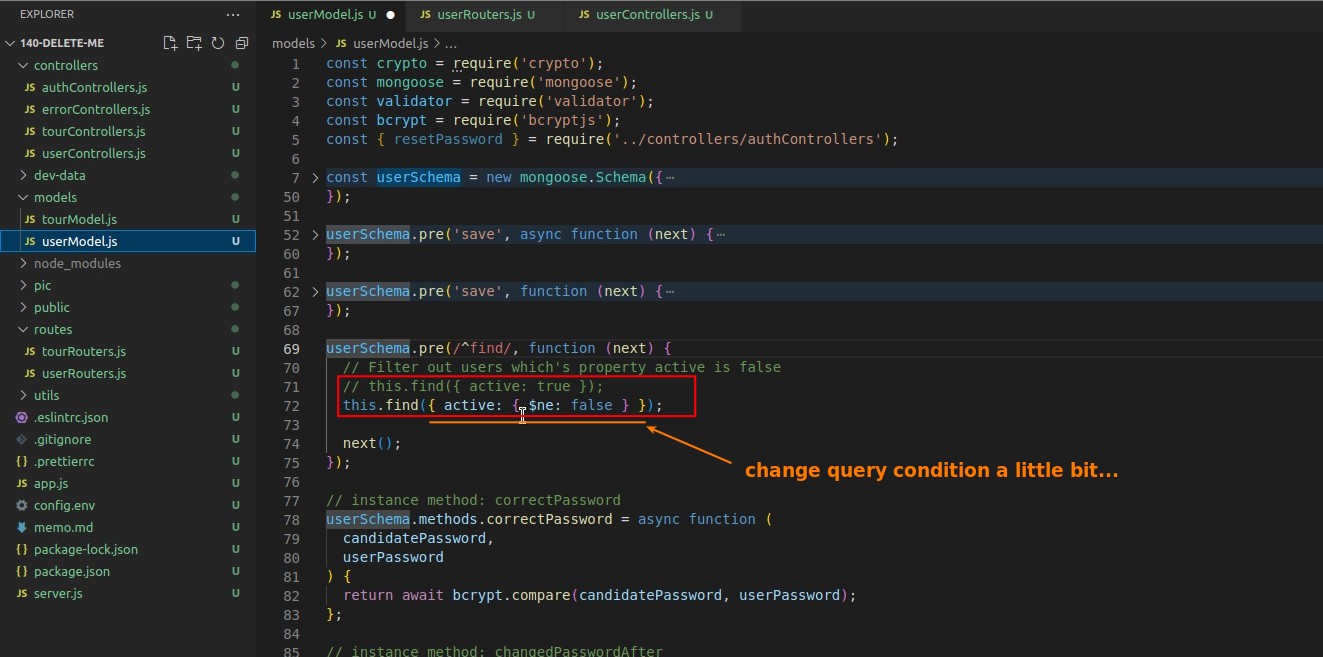 EXPLORER ...
140-DELETE-ME
controllers
JS authControllers.js U
JS errorControllers.js U
JS tourControllers.js U
JS userControllers.js U
dev-data
models
JS tourModel.js U
JS userModel.js U
node_modules
pic
public
routes
JS tourRouters.js U
JS userRouters.js U
utils
.eslintrc.json U
.gitignore U
{} .prettierrc U
JS app.js U
config.env U
memo.md U
{} package-lock.json U
{} package.json U
JS server.js U
JS userModel.js U JS userRouters.js U JS userControllers.js U
models > JS userModel.js > ...
1 const crypto = require('crypto');
2 const mongoose = require('mongoose');
3 const validator = require('validator');
4 const bcrypt = require('bcryptjs');
5 const { resetPassword } = require('../controllers/authControllers');
6
7 const userSchema = new mongoose.Schema({⋯
50 });
51
52 userSchema.pre('save', async function (next) {⋯
60 });
61
62 userSchema.pre('save', function (next) {⋯
67 });
68
69 userSchema.pre(/^find/, function (next) {
70 // Filter out users which's property active is false
71 // this.find({ active: true });
72 this.find({ active: { $ne: false } });
73
74 next();
75 });
76
77 // instance method: correctPassword
78 userSchema.methods.correctPassword = async function (
79 candidatePassword,
80 userPassword
81 ) {
82 return await bcrypt.compare(candidatePassword, userPassword);
83 };
84
85 // instance method: changedPasswordAfter
change query condition a little bit...